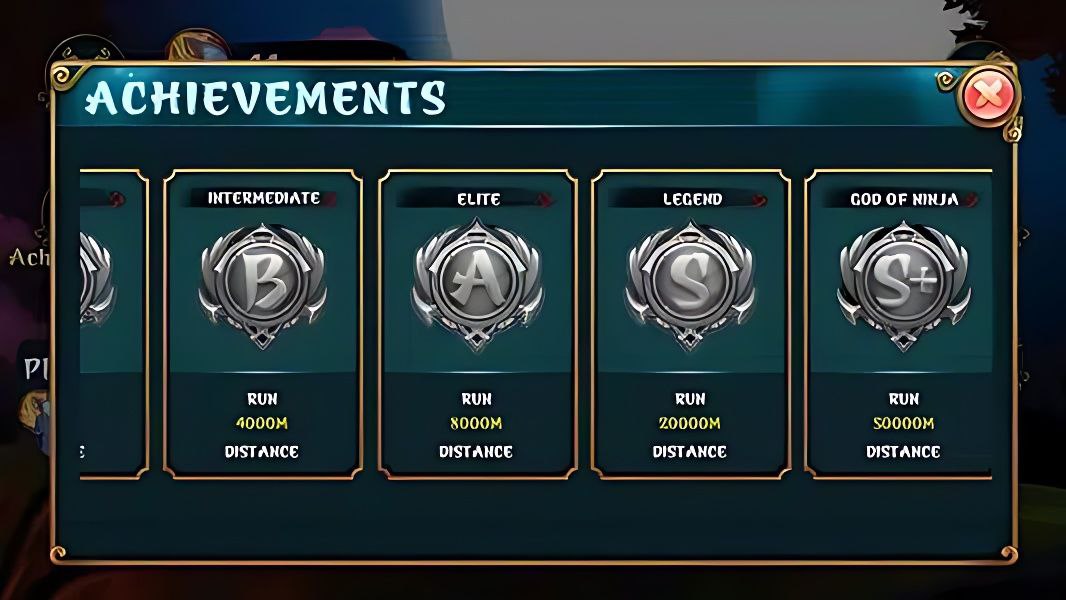 ACHIEVEMENTS
INTERMEDIATE
B
RUN
4000M
DISTANCE
ELITE
A
RUN
8000M
DISTANCE
LEGEND
S
RUN
20000M
DISTANCE
GOD OF NINJA
S+
RUN
50000M
DISTANCE